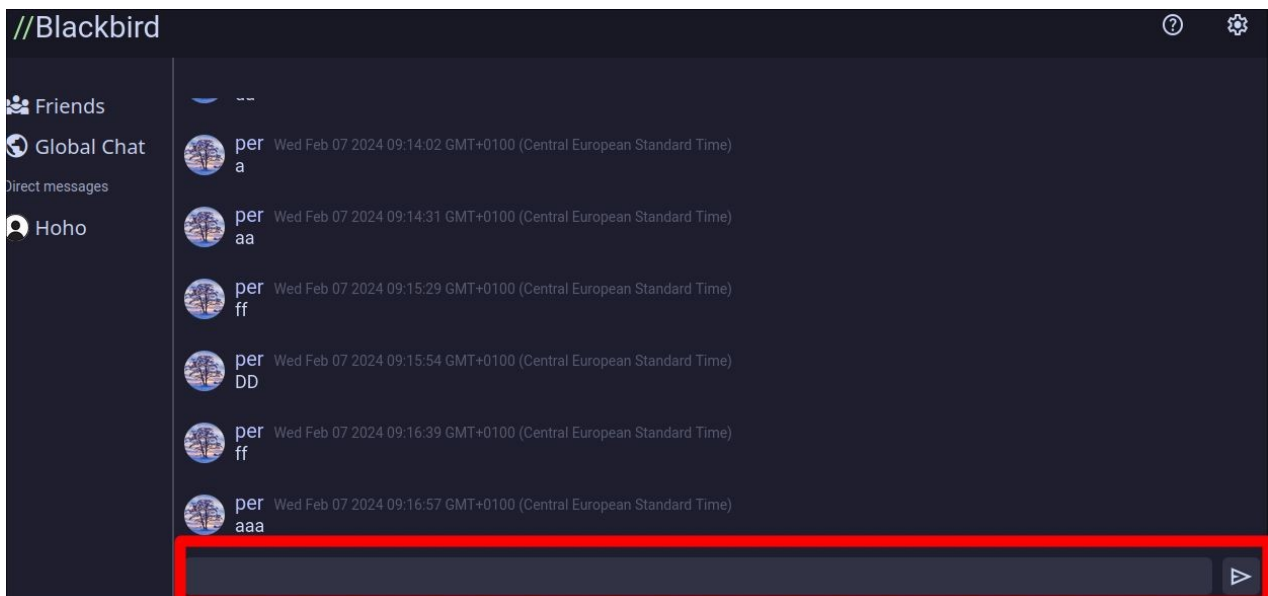 //Blackbird
Friends
Global Chat
Direct messages
Hoho
per Wed Feb 07 2024 09:14:02 GMT+0100 (Central European Standard Time)
a
per Wed Feb 07 2024 09:14:31 GMT+0100 (Central European Standard Time)
aa
per Wed Feb 07 2024 09:15:29 GMT+0100 (Central European Standard Time)
ff
per Wed Feb 07 2024 09:15:54 GMT+0100 (Central European Standard Time)
DD
per Wed Feb 07 2024 09:16:39 GMT+0100 (Central European Standard Time)
ff
per Wed Feb 07 2024 09:16:57 GMT+0100 (Central European Standard Time)
aaa